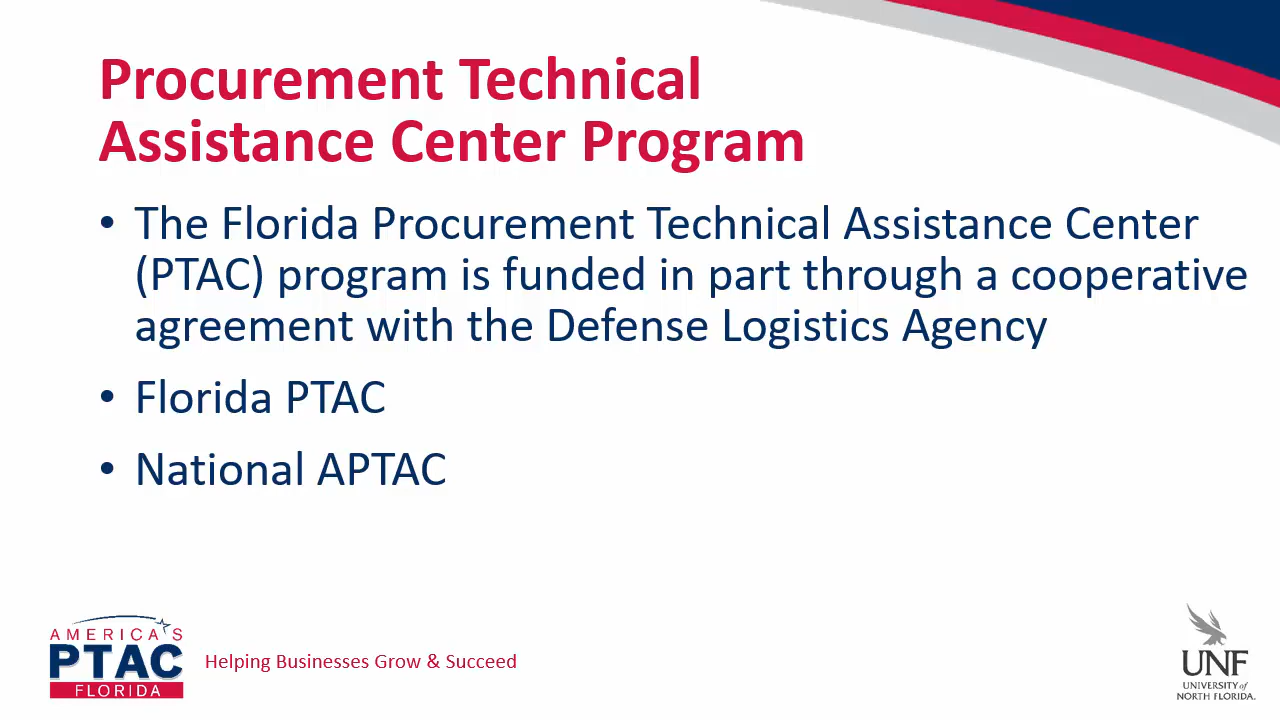 Procurement Technical
Assistance Center Program
• The Florida Procurement Technical Assistance Center
(PTAC) program is funded in part through a cooperative
agreement with the Defense Logistics Agency
• Florida PTAC
• National APTAC
AMERICA'S
PTAC
FLORIDA
Helping Businesses Grow & Succeed
UNF
UNIVERSITY of
NORTH FLORIDA.